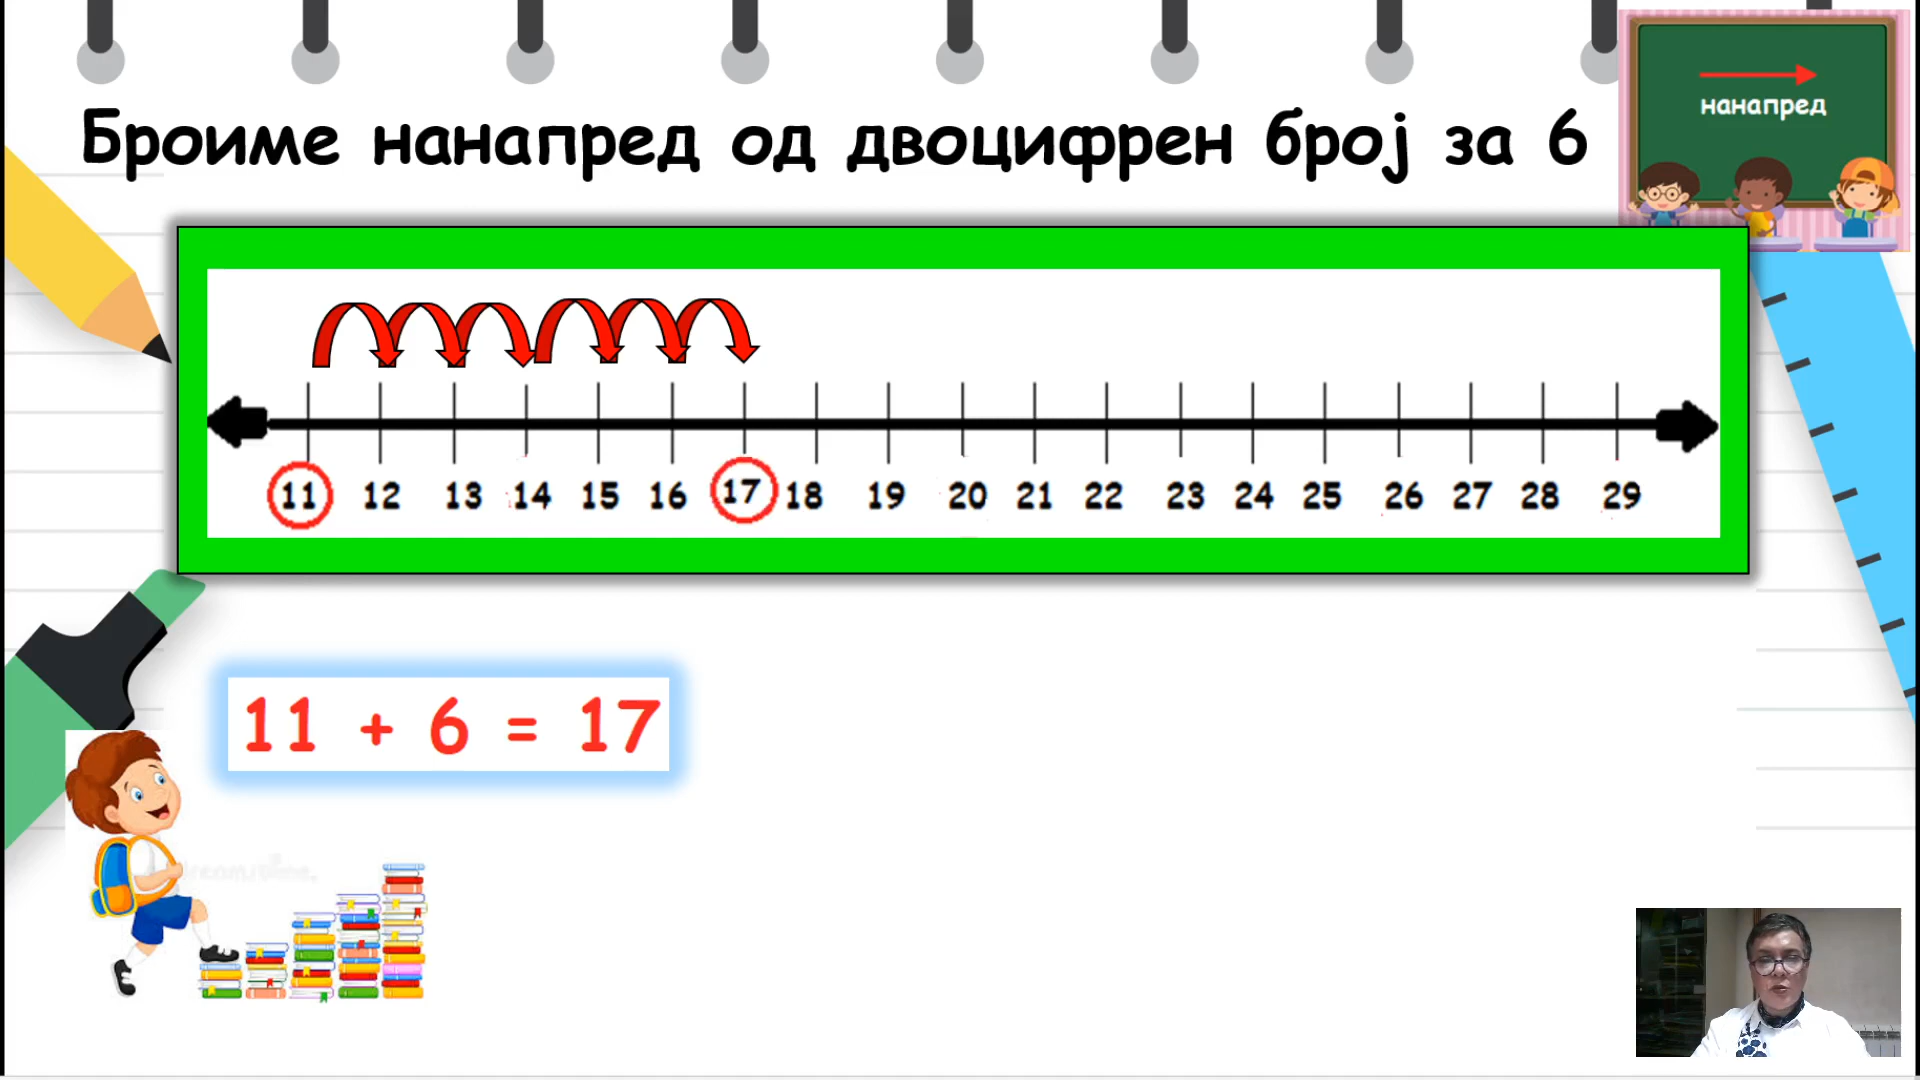 Броиме нанапред од двоцифрен број за 6
нанапред
11 12 13 14 15 16 17 18 19 20 21 22 23 24 25 26 27 28 29
11 + 6 = 17